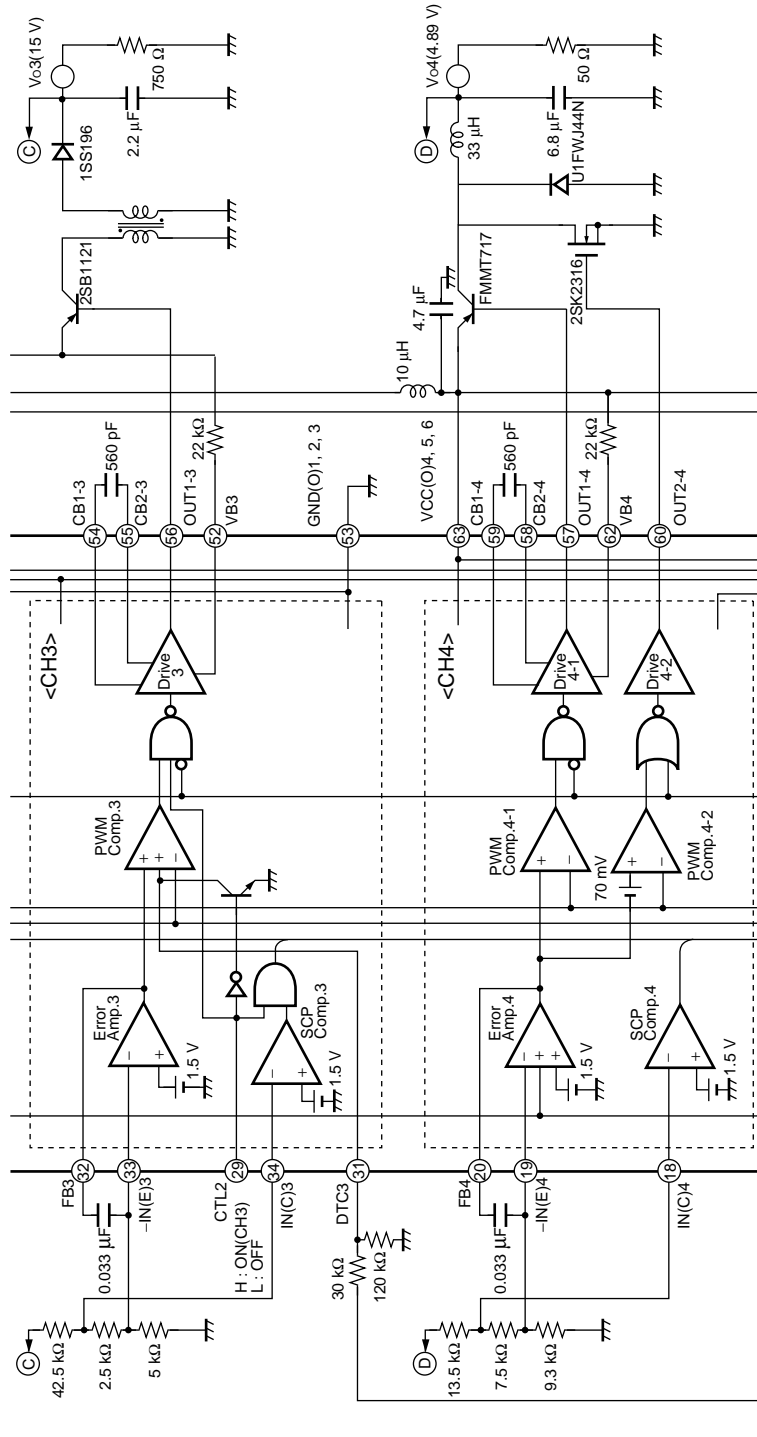 C
VO3(15 V)
1SS196
2.2 µF
750 Ω
2SB1121
22 kΩ
560 pF
CB1-3
CB2-3
OUT1-3
VB3
GND(O)1, 2, 3
54
55
56
52
53
<CH3>
Drive
3
PWM
Comp.3
+
+
−
Error
Amp.3
−
+
1.5 V
SCP
Comp.3
−
+
1.5 V
32
33
29
34
31
FB3
−IN(E)3
CTL2
IN(C)3
DTC3
0.033 µF
H : ON(CH3)
L : OFF
30 kΩ
120 kΩ
C
42.5 kΩ
2.5 kΩ
5 kΩ
D
VO4(4.89 V)
33 µH
6.8 µF
U1FWJ44N
50 Ω
4.7 µF
FMMT717
2SK2316
10 µH
22 kΩ
560 pF
VCC(O)4, 5, 6
CB1-4
CB2-4
OUT1-4
VB4
OUT2-4
63
59
58
57
62
60
<CH4>
Drive
4-1
Drive
4-2
PWM
Comp.4-1
+
−
70 mV
PWM
Comp.4-2
+
−
Error
Amp.4
−
+
+
1.5 V
SCP
Comp.4
−
+
1.5 V
20
19
18
FB4
−IN(E)4
IN(C)4
0.033 µF
D
13.5 kΩ
7.5 kΩ
9.3 kΩ